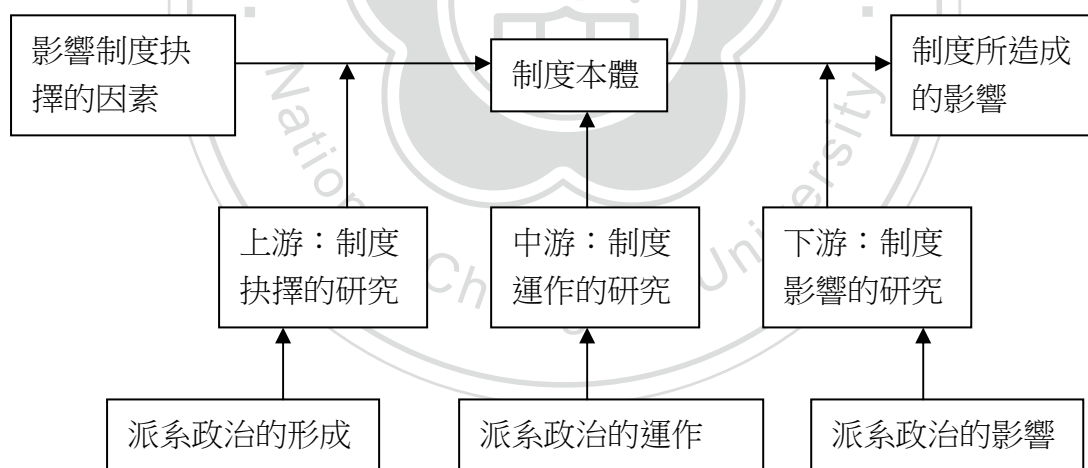 影響制度抉
擇的因素
制度本體
制度所造成
的影響
上游：制度
抉擇的研究
中游：制度
運作的研究
下游：制度
影響的研究
派系政治的形成
派系政治的運作
派系政治的影響